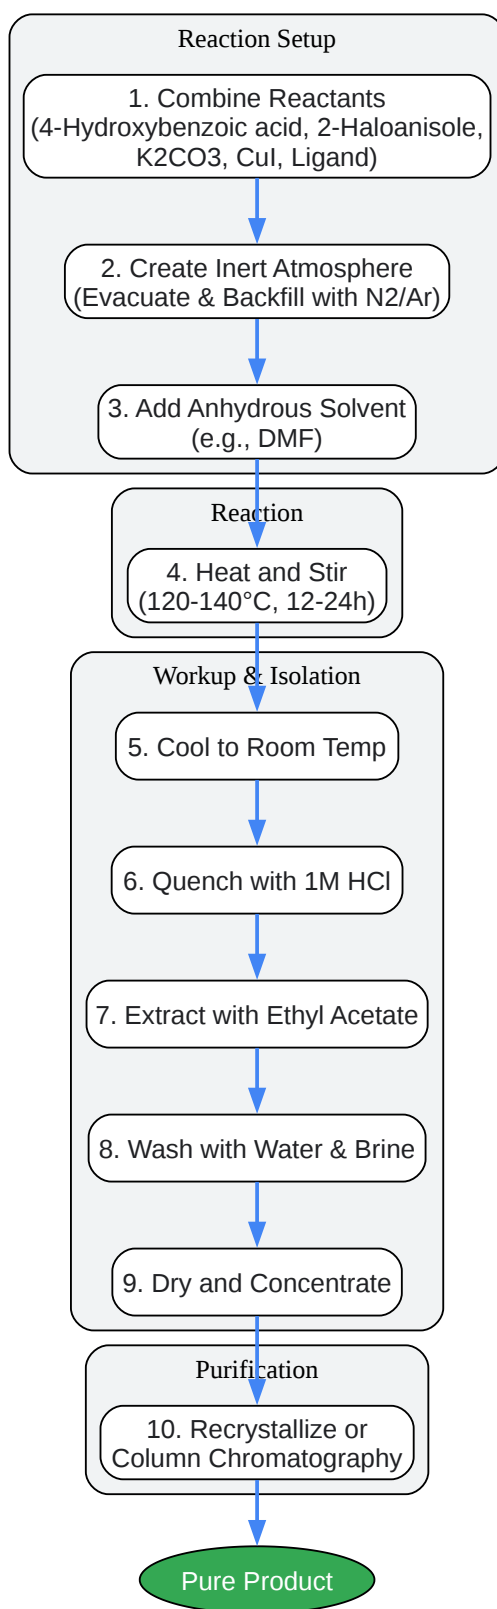 Reaction Setup
1. Combine Reactants
(4-Hydroxybenzoic acid, 2-Haloanisole,
K2CO3, CuI, Ligand)
2. Create Inert Atmosphere
(Evacuate & Backfill with N2/Ar)
3. Add Anhydrous Solvent
(e.g., DMF)
Reaction
4. Heat and Stir
(120-140°C, 12-24h)
Workup & Isolation
5. Cool to Room Temp
6. Quench with 1M HCl
7. Extract with Ethyl Acetate
8. Wash with Water & Brine
9. Dry and Concentrate
Purification
10. Recrystallize or
Column Chromatography
Pure Product